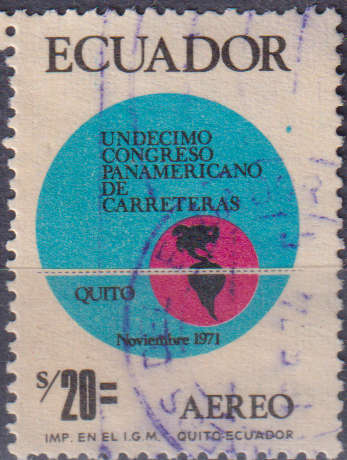 ECUADOR
UNDECIMO
CONGRESO
PANAMERICANO
DE
CARRETERAS
QUITO
Noviembre 1971
s/20=
AEREO
IMP. EN EL I.G.M. QUITO-ECUADOR